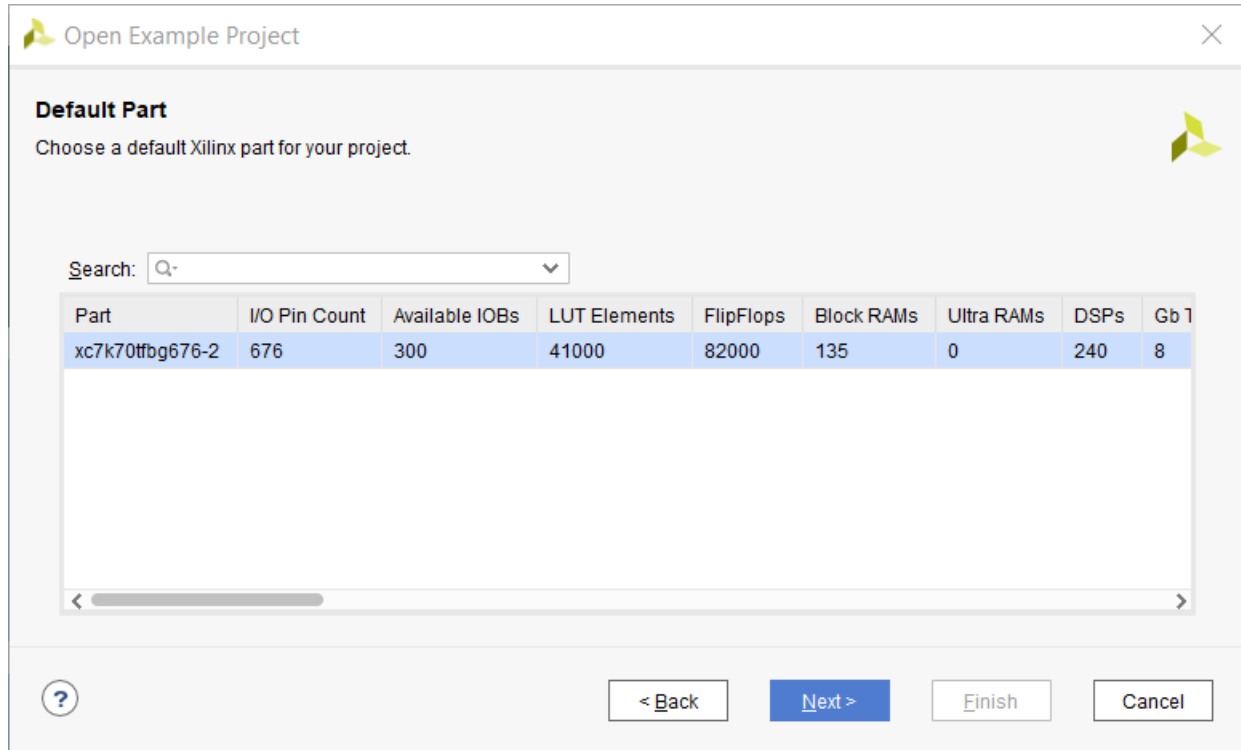 Open Example Project
Default Part
Choose a default Xilinx part for your project.
Search:
Part I/O Pin Count Available IOBs LUT Elements FlipFlops Block RAMs Ultra RAMs DSPs Gb T
xc7k70tfbg676-2 676 300 41000 82000 135 0 240 8
?
< Back Next > Finish Cancel